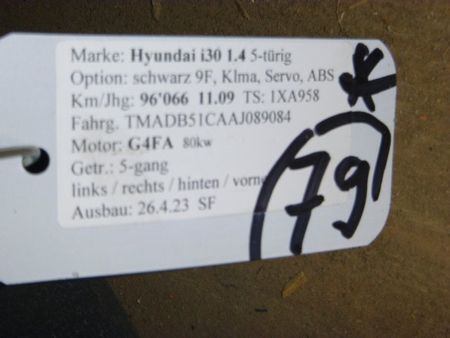 Marke: Hyundai i30 1.4 5-türig
Option: schwarz 9F, Klma, Servo, ABS
Km/Jhg: 96'066 11.09 TS: 1XA958
Fahrg. TMADB51CAAJ089084
Motor: G4FA 80kw
Getr.: 5-gang
links / rechts / hinten / vorne
Ausbau: 26.4.23 SF
79